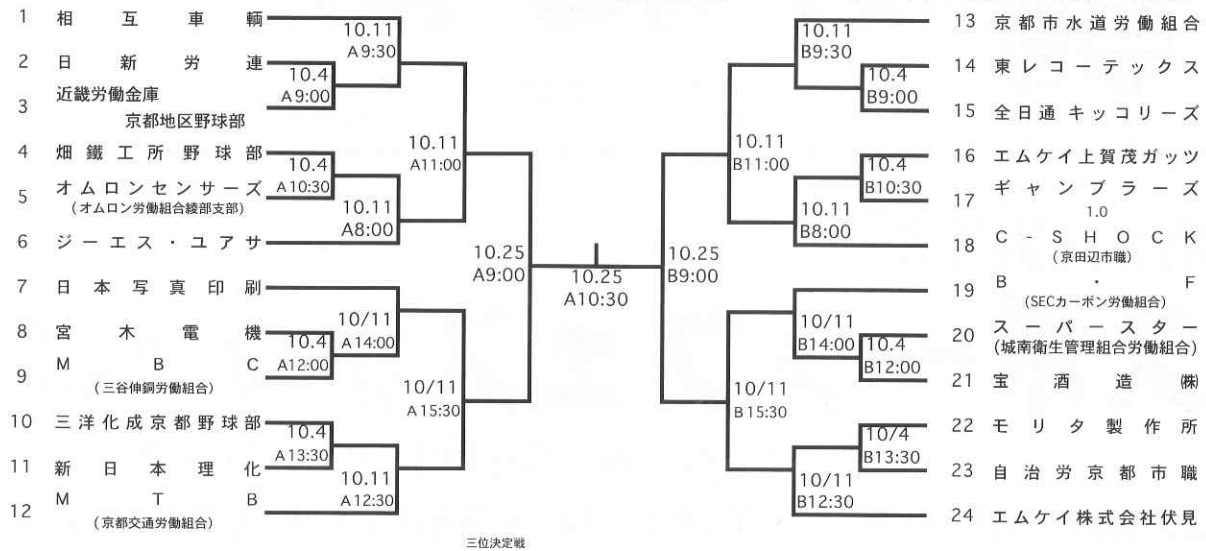 1 相互車輌
10.11
A9:30
2 日新労連
10.4
A9:00
3 近畿労働金庫
京都地区野球部
10.11
A11:00
4 畑鐵工所野球部
10.4
A10:30
5 オムロンセンサーズ
(オムロン労働組合綾部支部)
10.11
A8:00
6 ジーエス・ユアサ
10.25
A9:00
7 日本写真印刷
10/11
A14:00
8 宮木電機
10.4
A12:00
9 MBC
(三谷伸銅労働組合)
10/11
A15:30
10 三洋化成京都野球部
10.4
A13:30
11 新日本理化
10.11
A12:30
12 MTB
(京都交通労働組合)
10.25
A10:30
三位決定戦
13 京都市水道労働組合
10.11
B9:30
14 東レコーテックス
10.4
B9:00
15 全日通キッコリーズ
10.11
B11:00
16 エムケイ上賀茂ガッツ
10.4
B10:30
17 ギャンブラーズ
1.0
10.11
B8:00
18 C-SHOCK
(京田辺市職)
10.25
B9:00
19 B・F
(SECカーボン労働組合)
10/11
B14:00
20 スーパースター
(城南衛生管理組合労働組合)
10.4
B12:00
21 宝酒造㈱
10/11
B15:30
22 モリタ製作所
10/4
B13:30
23 自治労京都市職
10/11
B12:30
24 エムケイ株式会社伏見